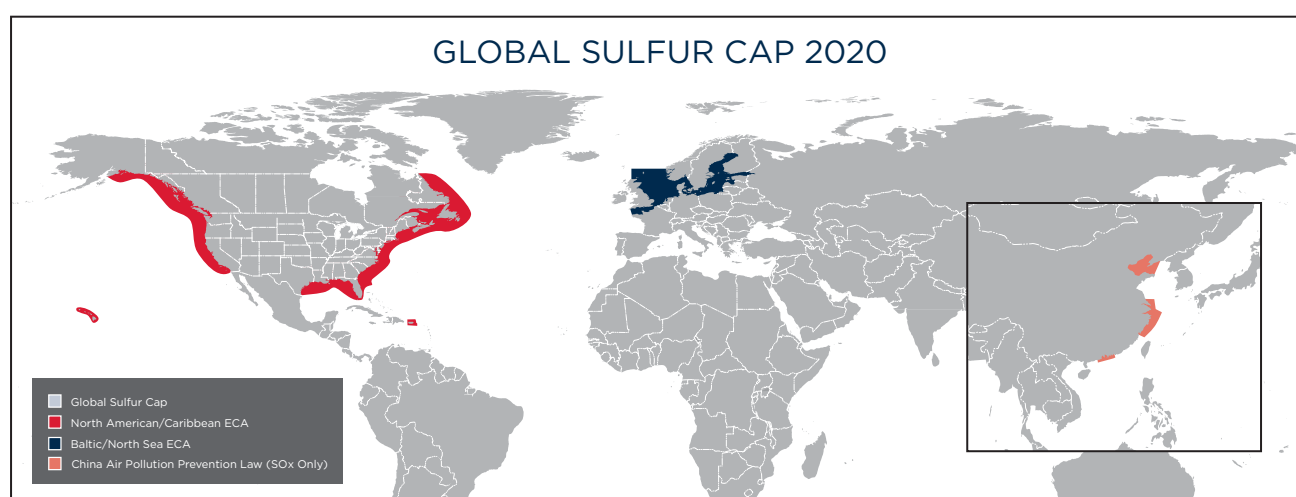 GLOBAL SULFUR CAP 2020
Global Sulfur Cap
North American/Caribbean ECA
Baltic/North Sea ECA
China Air Pollution Prevention Law (SOx Only)